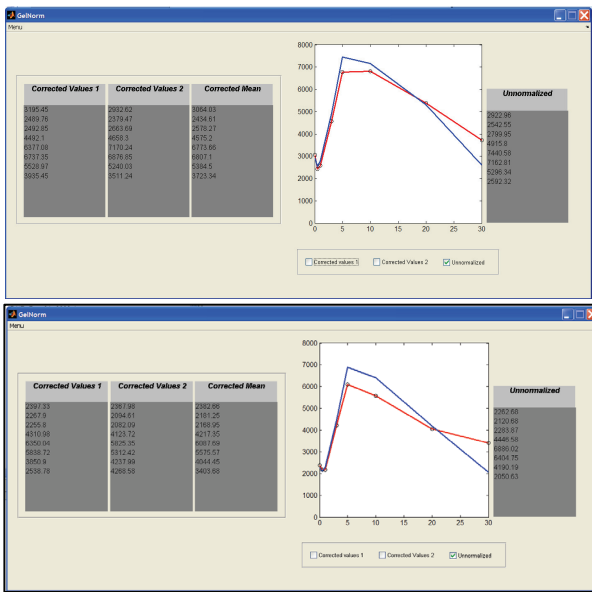 GelNorm
Menu
Corrected Values 1 Corrected Values 2 Corrected Mean
3195.45 2932.62 3064.03
2489.76 2379.47 2434.61
2492.85 2663.69 2578.27
4492.1 4658.3 4575.2
6377.08 7170.24 6773.66
6737.35 6876.85 6807.1
5528.97 5240.03 5384.5
3935.45 3511.24 3723.34
8000
7000
6000
5000
4000
3000
2000
1000
0
0 5 10 15 20 25 30
Unnormalized
2922.96
2542.55
2799.95
4915.8
7440.58
7162.81
5296.34
2592.32
Corrected values 1 Corrected Values 2 Unnormalized
GelNorm
Menu
Corrected Values 1 Corrected Values 2 Corrected Mean
2397.33 2367.98 2382.66
2267.9 2094.61 2181.25
2255.8 2082.09 2168.95
4310.98 4123.72 4217.35
6350.04 5825.35 6087.69
5838.72 5312.42 5575.57
3850.9 4237.99 4044.45
2538.78 4268.58 3403.68
8000
7000
6000
5000
4000
3000
2000
1000
0
0 5 10 15 20 25 30
Unnormalized
2262.68
2120.68
2283.87
4446.58
6886.02
6404.75
4190.19
2050.63
Corrected values 1 Corrected Values 2 Unnormalized